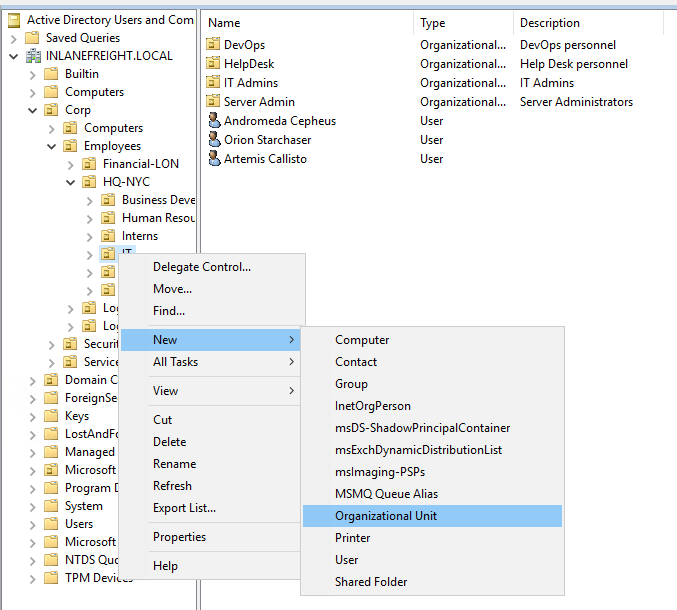 Active Directory Users and Com
Saved Queries
INLANEFREIGHT.LOCAL
Builtin
Computers
Corp
Computers
Employees
Financial-LON
HQ-NYC
Business Deve
Human Resou
Interns
IT
Log
Log
Securit
Service
Domain C
ForeignSe
Keys
LostAndFo
Managed
Microsoft
Program D
System
Users
Microsoft
NTDS Quo
TPM Devices
Name Type Description
DevOps Organizational... DevOps personnel
HelpDesk Organizational... Help Desk personnel
IT Admins Organizational... IT Admins
Server Admin Organizational... Server Administrators
Andromeda Cepheus User
Orion Starchaser User
Artemis Callisto User
Delegate Control...
Move...
Find...
New
All Tasks
View
Cut
Delete
Rename
Refresh
Export List...
Properties
Help
Computer
Contact
Group
InetOrgPerson
msDS-ShadowPrincipalContainer
msExchDynamicDistributionList
msImaging-PSPs
MSMQ Queue Alias
Organizational Unit
Printer
User
Shared Folder